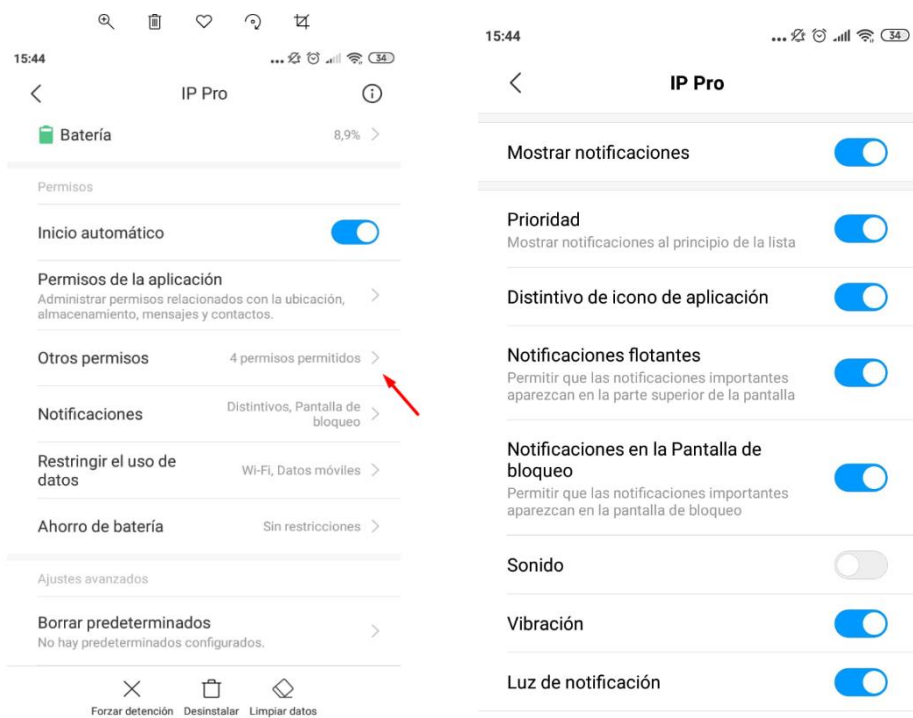 15:44
34
IP Pro
Batería
8,9%
Permisos
Inicio automático
Permisos de la aplicación
Administrar permisos relacionados con la ubicación,
almacenamiento, mensajes y contactos.
Otros permisos
4 permisos permitidos
Notificaciones
Distintivos, Pantalla de
bloqueo
Restringir el uso de
datos
Wi-Fi, Datos móviles
Ahorro de batería
Sin restricciones
Ajustes avanzados
Borrar predeterminados
No hay predeterminados configurados.
Forzar detención Desinstalar Limpiar datos
15:44
34
IP Pro
Mostrar notificaciones
Prioridad
Mostrar notificaciones al principio de la lista
Distintivo de icono de aplicación
Notificaciones flotantes
Permitir que las notificaciones importantes
aparezcan en la parte superior de la pantalla
Notificaciones en la Pantalla de
bloqueo
Permitir que las notificaciones importantes
aparezcan en la pantalla de bloqueo
Sonido
Vibración
Luz de notificación